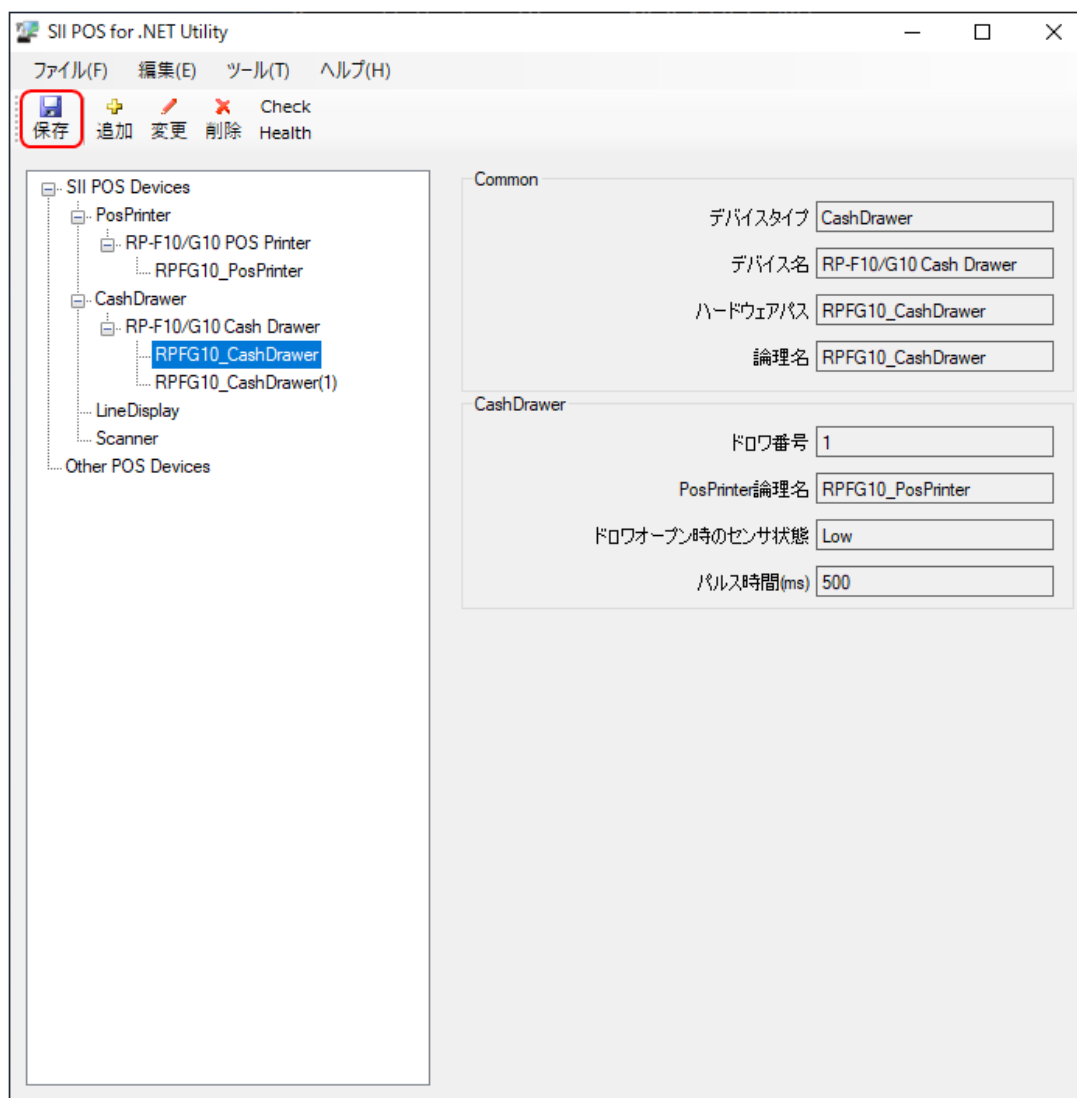 SII POS for .NET Utility
ファイル(F) 編集(E) ツール(T) ヘルプ(H)
保存 追加 変更 削除 Check Health
SII POS Devices
PosPrinter
RP-F10/G10 POS Printer
RPFG10_PosPrinter
CashDrawer
RP-F10/G10 Cash Drawer
RPFG10_CashDrawer
RPFG10_CashDrawer(1)
LineDisplay
Scanner
Other POS Devices
Common
デバイスタイプ CashDrawer
デバイス名 RP-F10/G10 Cash Drawer
ハードウェアパス RPFG10_CashDrawer
論理名 RPFG10_CashDrawer
CashDrawer
ドロワ番号 1
PosPrinter論理名 RPFG10_PosPrinter
ドロワオープン時のセンサ状態 Low
パルス時間(ms) 500